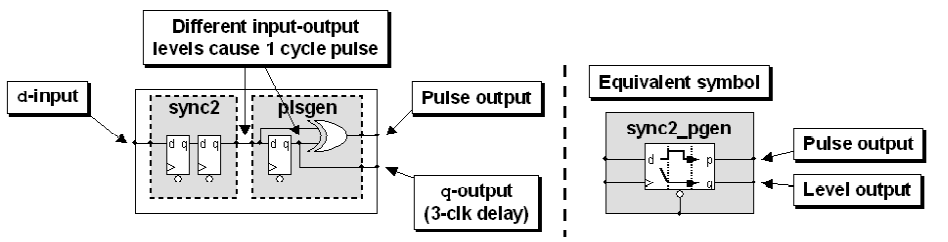 Different input-output
levels cause 1 cycle pulse
d-input
sync2
plsgen
d q
d q
d q
Pulse output
q-output
(3-clk delay)
Equivalent symbol
sync2_pgen
d
p
q
Pulse output
Level output